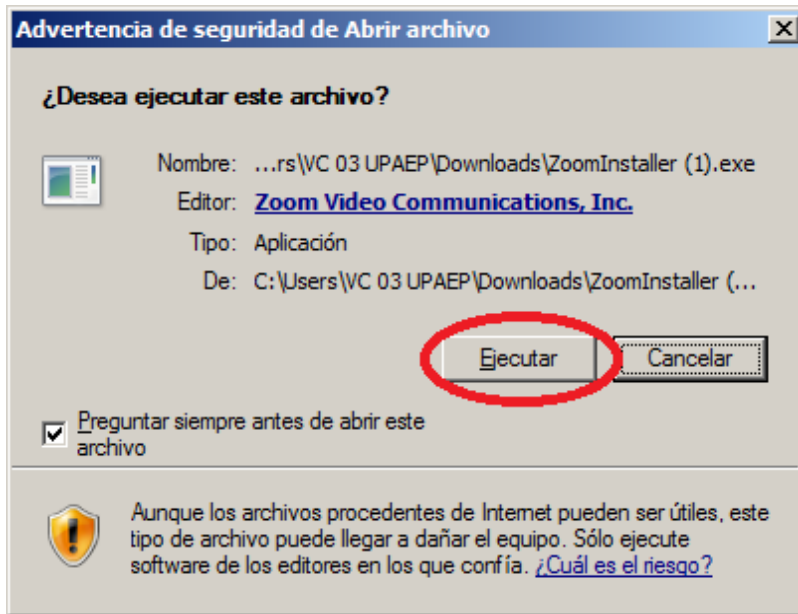 Advertencia de seguridad de Abrir archivo
¿Desea ejecutar este archivo?
Nombre: ...rs\VC 03 UPAEP\Downloads\ZoomInstaller (1).exe
Editor: Zoom Video Communications, Inc.
Tipo: Aplicación
De: C:\Users\VC 03 UPAEP\Downloads\ZoomInstaller (...
Ejecutar Cancelar
Preguntar siempre antes de abrir este
archivo
Aunque los archivos procedentes de Internet pueden ser útiles, este
tipo de archivo puede llegar a dañar el equipo. Sólo ejecute
software de los editores en los que confía. ¿Cuál es el riesgo?